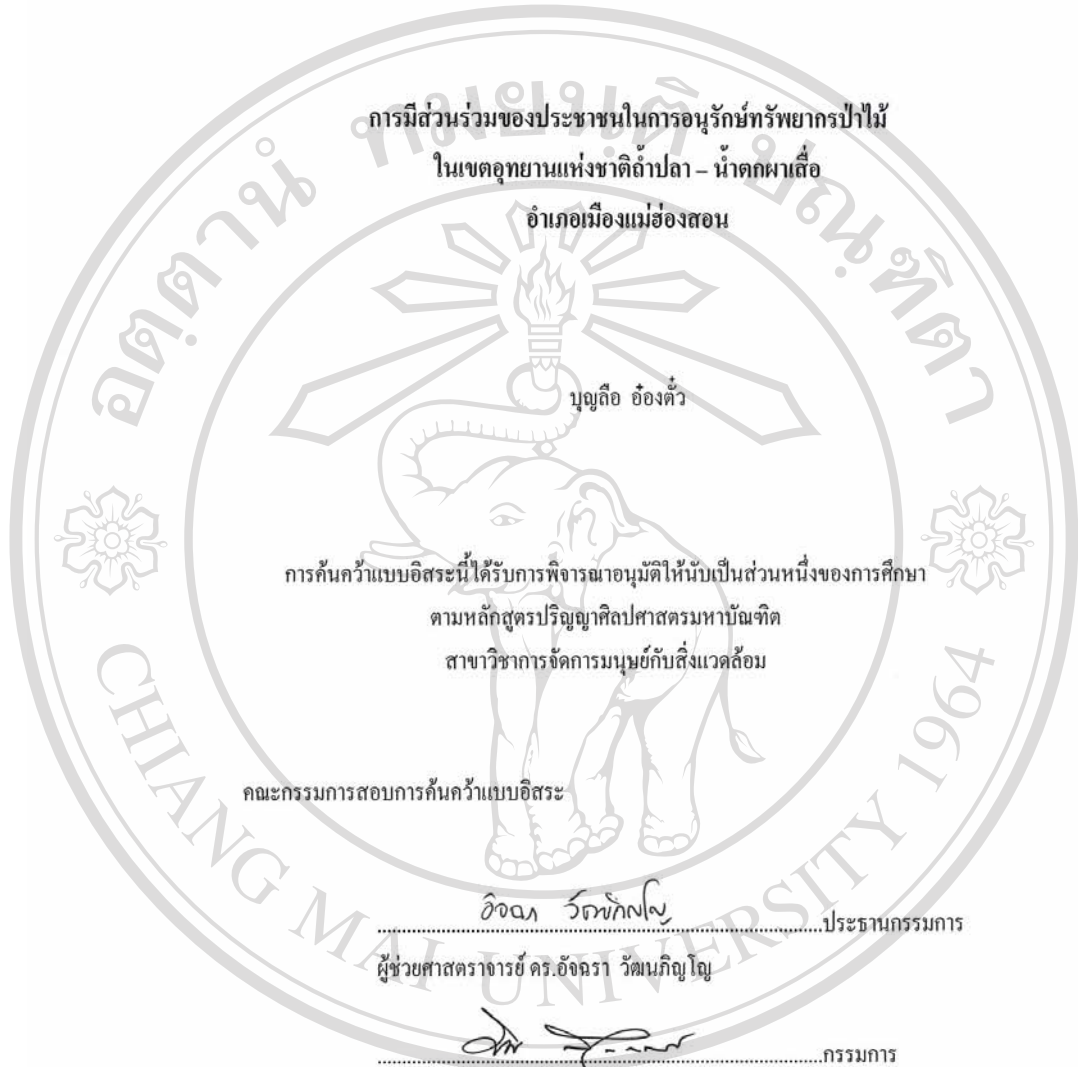 การมีส่วนร่วมของประชาชนในการอนุรักษ์ทรัพยากรป่าไม้
ในเขตอุทยานแห่งชาติถ้ำปลา – น้ำตกผาเสื่อ
อำเภอเมืองแม่ฮ่องสอน
บุญลือ อ๋องตั๋ว
การค้นคว้าแบบอิสระนี้ได้รับการพิจารณาอนุมัติให้นับเป็นส่วนหนึ่งของการศึกษา
ตามหลักสูตรปริญญาศิลปศาสตรมหาบัณฑิต
สาขาวิชาการจัดการมนุษย์กับสิ่งแวดล้อม
คณะกรรมการสอบการค้นคว้าแบบอิสระ
อัจฉรา วัฒนภิญโญ ประธานกรรมการ
ผู้ช่วยศาสตราจารย์ ดร.อัจฉรา วัฒนภิญโญ
กรรมการ
อตฺตานํ ทมยนฺติ ปณฺฑิตา
CHIANG MAI UNIVERSITY 1964